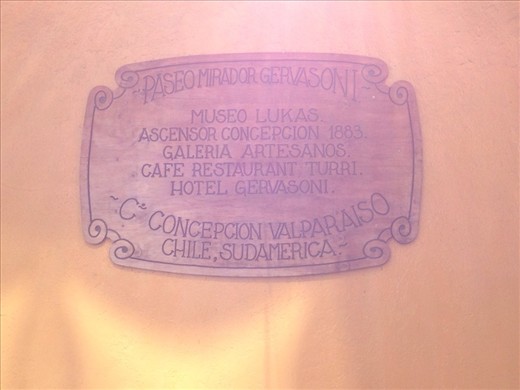 ~PASEO MIRADOR GERVASONI~
MUSEO LUKAS.
ASCENSOR CONCEPCION 1883.
GALERIA ARTESANOS.
CAFE RESTAURANT TURRI.
HOTEL GERVASONI.
~Cº CONCEPCION VALPARAISO
CHILE, SUDAMERICA.~